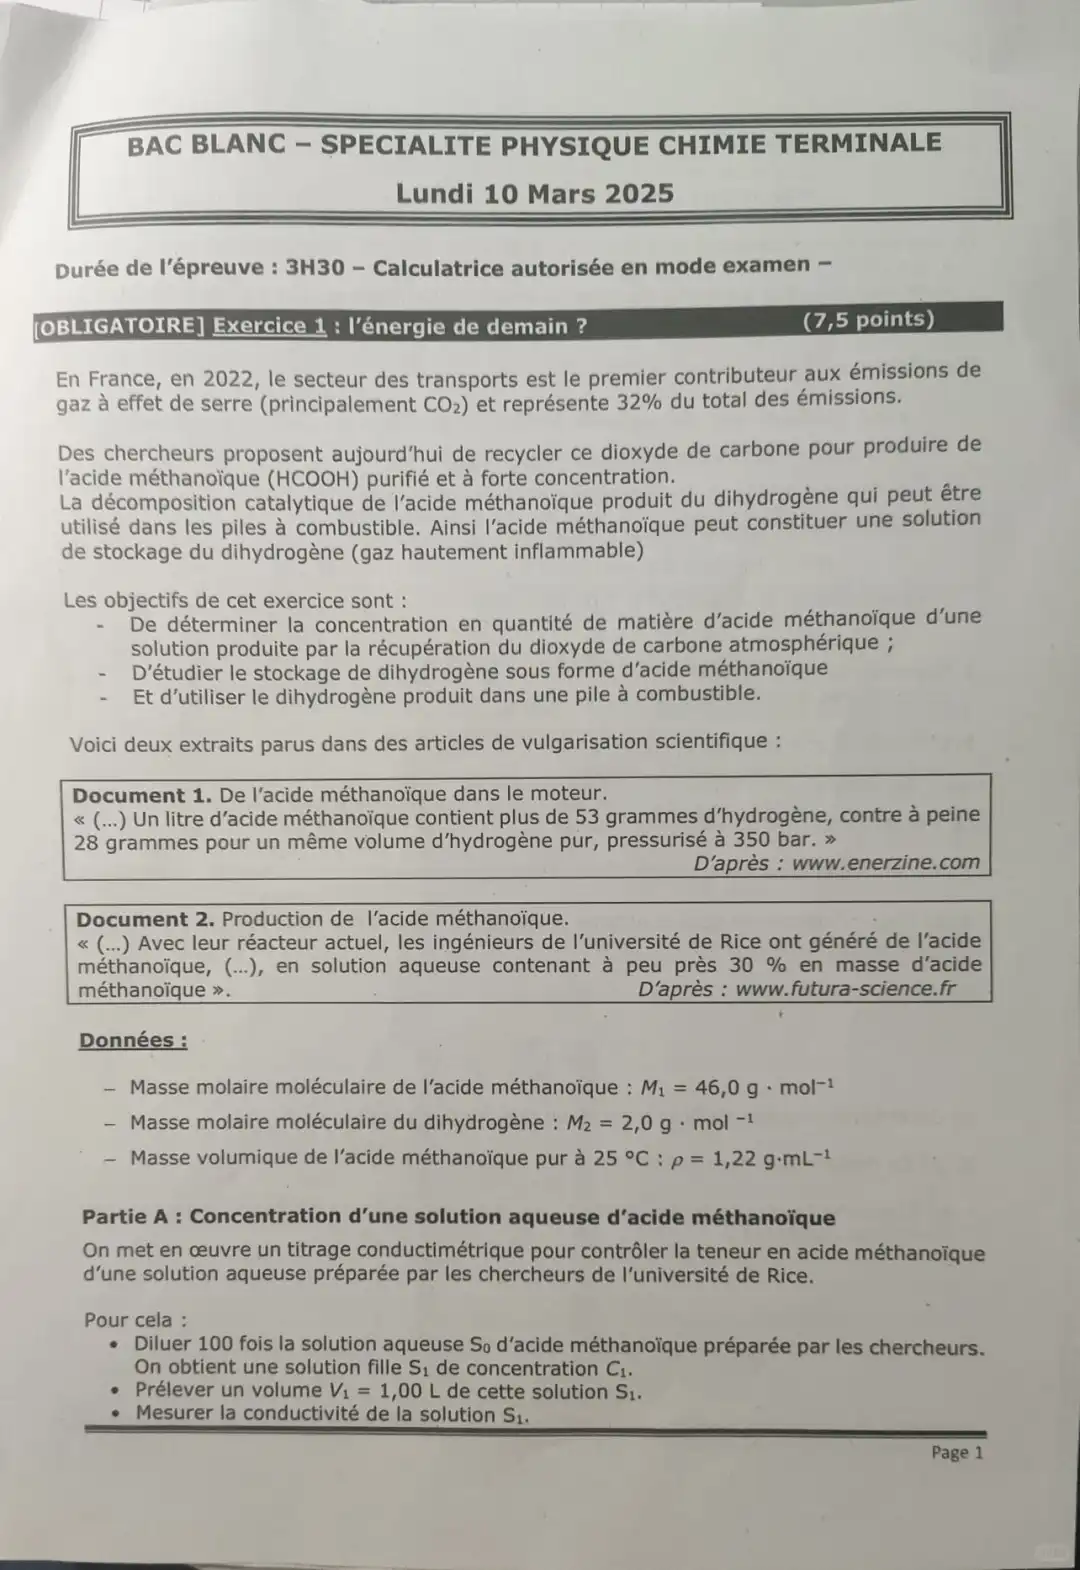 BAC BLANC – SPECIALITE PHYSIQUE CHIMIE TERMINALE
Lundi 10 Mars 2025
Durée de l'épreuve : 3H30 – Calculatrice autorisée en mode examen –
[OBLIGATOIRE] Exercice 1 : l'énergie de demain ? (7,5 points)
En France, en 2022, le secteur des transports est le premier contributeur aux émissions de
gaz à effet de serre (principalement CO₂) et représente 32% du total des émissions.
Des chercheurs proposent aujourd'hui de recycler ce dioxyde de carbone pour produire de
l'acide méthanoïque (HCOOH) purifié et à forte concentration.
La décomposition catalytique de l'acide méthanoïque produit du dihydrogène qui peut être
utilisé dans les piles à combustible. Ainsi l'acide méthanoïque peut constituer une solution
de stockage du dihydrogène (gaz hautement inflammable)
Les objectifs de cet exercice sont :
- De déterminer la concentration en quantité de matière d'acide méthanoïque d'une
solution produite par la récupération du dioxyde de carbone atmosphérique ;
- D'étudier le stockage de dihydrogène sous forme d'acide méthanoïque
- Et d'utiliser le dihydrogène produit dans une pile à combustible.
Voici deux extraits parus dans des articles de vulgarisation scientifique :
Document 1. De l'acide méthanoïque dans le moteur.
« (...) Un litre d'acide méthanoïque contient plus de 53 grammes d'hydrogène, contre à peine
28 grammes pour un même volume d'hydrogène pur, pressurisé à 350 bar. »
D'après : www.enerzine.com
Document 2. Production de l'acide méthanoïque.
« (...) Avec leur réacteur actuel, les ingénieurs de l'université de Rice ont généré de l'acide
méthanoïque, (...), en solution aqueuse contenant à peu près 30 % en masse d'acide
méthanoïque ». D'après : www.futura-science.fr
Données :
– Masse molaire moléculaire de l'acide méthanoïque : M₁ = 46,0 g · mol⁻¹
– Masse molaire moléculaire du dihydrogène : M₂ = 2,0 g · mol ⁻¹
– Masse volumique de l'acide méthanoïque pur à 25 °C : ρ = 1,22 g·mL⁻¹
Partie A : Concentration d'une solution aqueuse d'acide méthanoïque
On met en œuvre un titrage conductimétrique pour contrôler la teneur en acide méthanoïque
d'une solution aqueuse préparée par les chercheurs de l'université de Rice.
Pour cela :
• Diluer 100 fois la solution aqueuse S₀ d'acide méthanoïque préparée par les chercheurs.
On obtient une solution fille S₁ de concentration C₁.
• Prélever un volume V₁ = 1,00 L de cette solution S₁.
• Mesurer la conductivité de la solution S₁.
Page 1